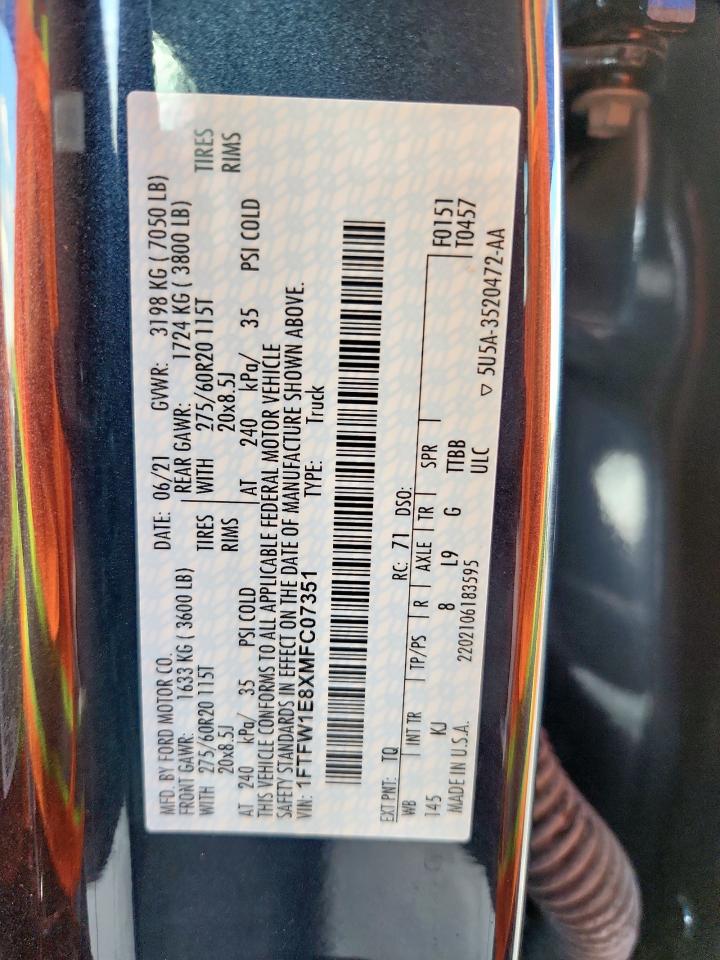 MFD. BY FORD MOTOR CO. DATE: 06/21 GVWR: 3198 KG ( 7050 LB)
FRONT GAWR: 1633 KG ( 3600 LB) REAR GAWR: 1724 KG ( 3800 LB)
WITH 275/60R20 115T TIRES WITH 275/60R20 115T TIRES
20x8.5J RIMS 20x8.5J RIMS
AT 240 kPa/ 35 PSI COLD AT 240 kPa/ 35 PSI COLD
THIS VEHICLE CONFORMS TO ALL APPLICABLE FEDERAL MOTOR VEHICLE
SAFETY STANDARDS IN EFFECT ON THE DATE OF MANUFACTURE SHOWN ABOVE.
VIN: 1FTFW1E8XMFC07351 TYPE: Truck
EXT PNT: TQ RC: 71 DSO: F0151
WB INT TR TP/PS R AXLE TR SPR T0457
145 KJ 8 L9 G TTBB
MADE IN U.S.A. 2202106183595 ULC ▽ 5U5A-3520472-AA